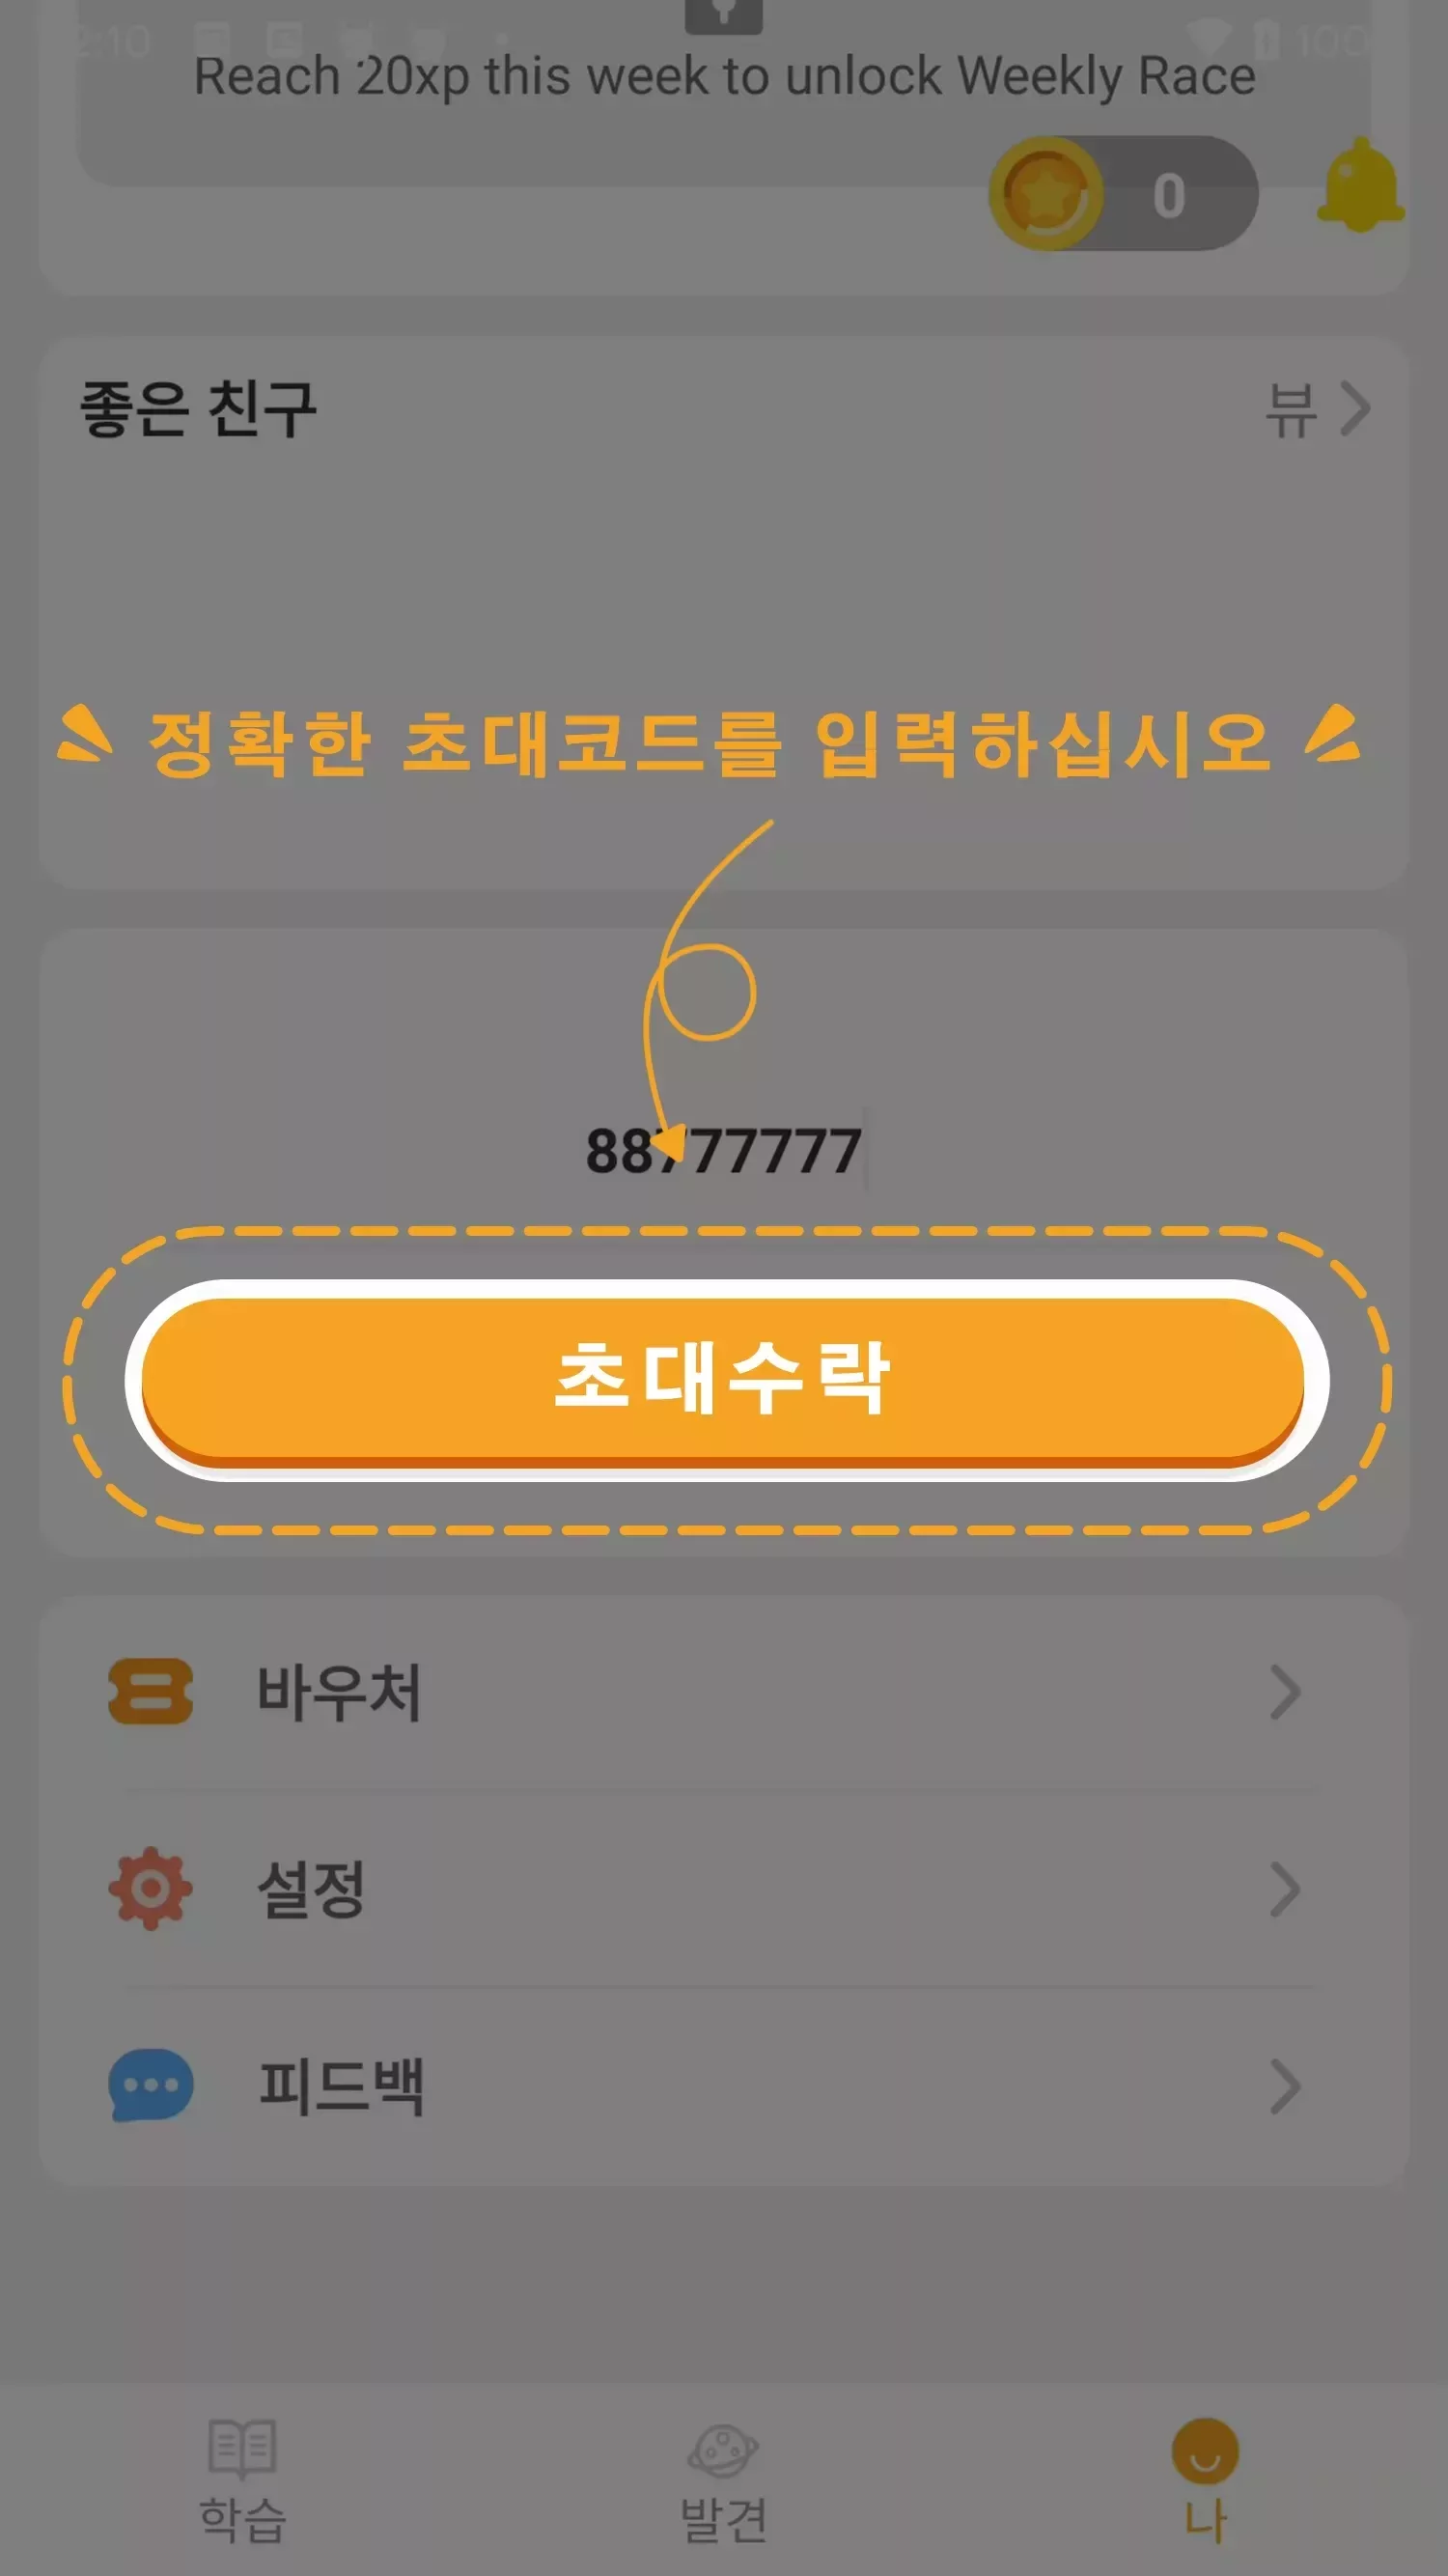 2:10
100
Reach 20xp this week to unlock Weekly Race
0
좋은 친구
뷰
정확한 초대코드를 입력하십시오
88777777
초대수락
바우처
설정
피드백
학습
발견
나